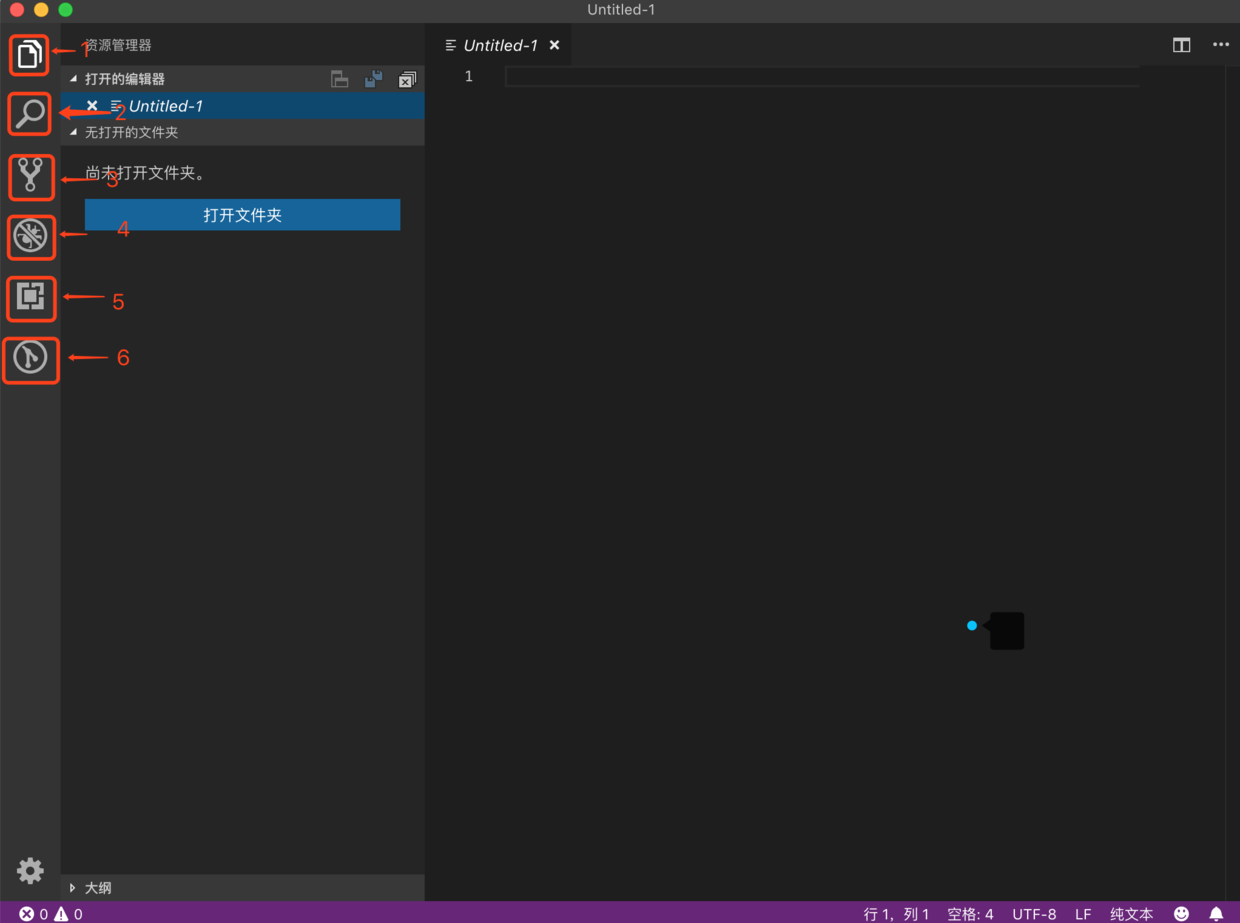 Untitled-1
1
资源管理器
Untitled-1
打开的编辑器
1
Untitled-1
2
无打开的文件夹
尚未打开文件夹。
3
打开文件夹
4
5
6
大纲
0 0
行 1，列 1 空格: 4 UTF-8 LF 纯文本